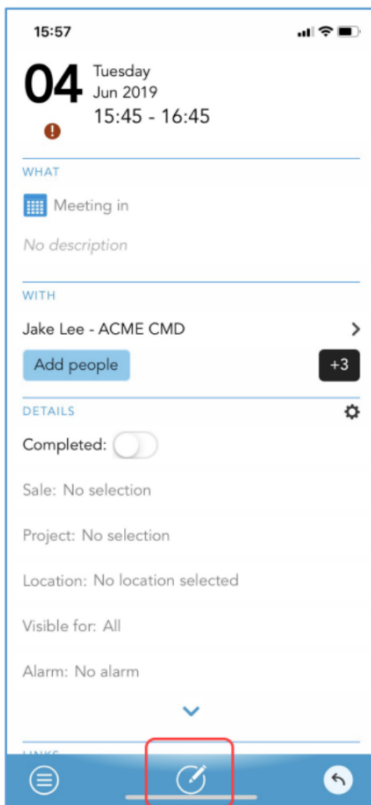 15:57
04
Tuesday
Jun 2019
15:45 - 16:45
WHAT
Meeting in
No description
WITH
Jake Lee - ACME CMD
Add people
+3
DETAILS
Completed:
Sale: No selection
Project: No selection
Location: No location selected
Visible for: All
Alarm: No alarm
LINKS